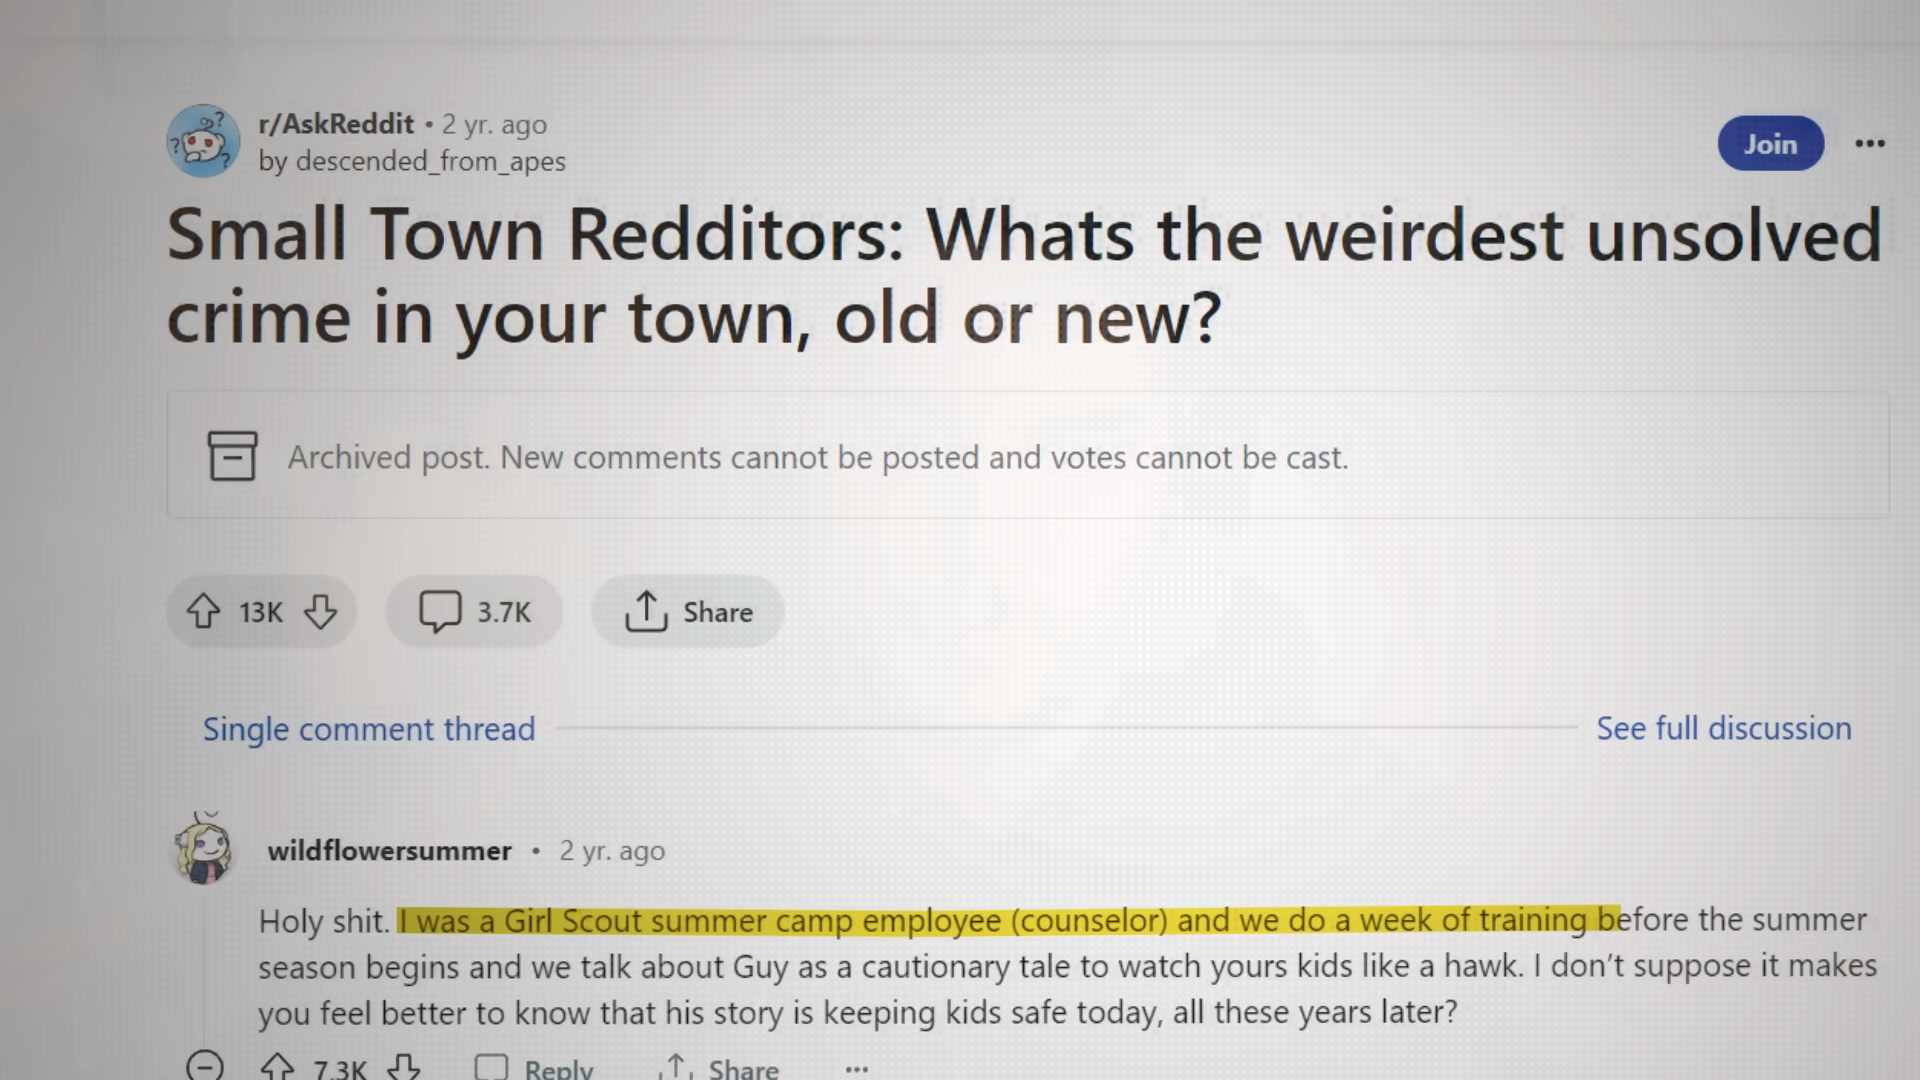 r/AskReddit • 2 yr. ago
by descended_from_apes
Join
Small Town Redditors: Whats the weirdest unsolved
crime in your town, old or new?
Archived post. New comments cannot be posted and votes cannot be cast.
13K
3.7K
Share
Single comment thread
See full discussion
wildflowersummer • 2 yr. ago
Holy shit. I was a Girl Scout summer camp employee (counselor) and we do a week of training before the summer
season begins and we talk about Guy as a cautionary tale to watch yours kids like a hawk. I don’t suppose it makes
you feel better to know that his story is keeping kids safe today, all these years later?
7.3K
Reply
Share